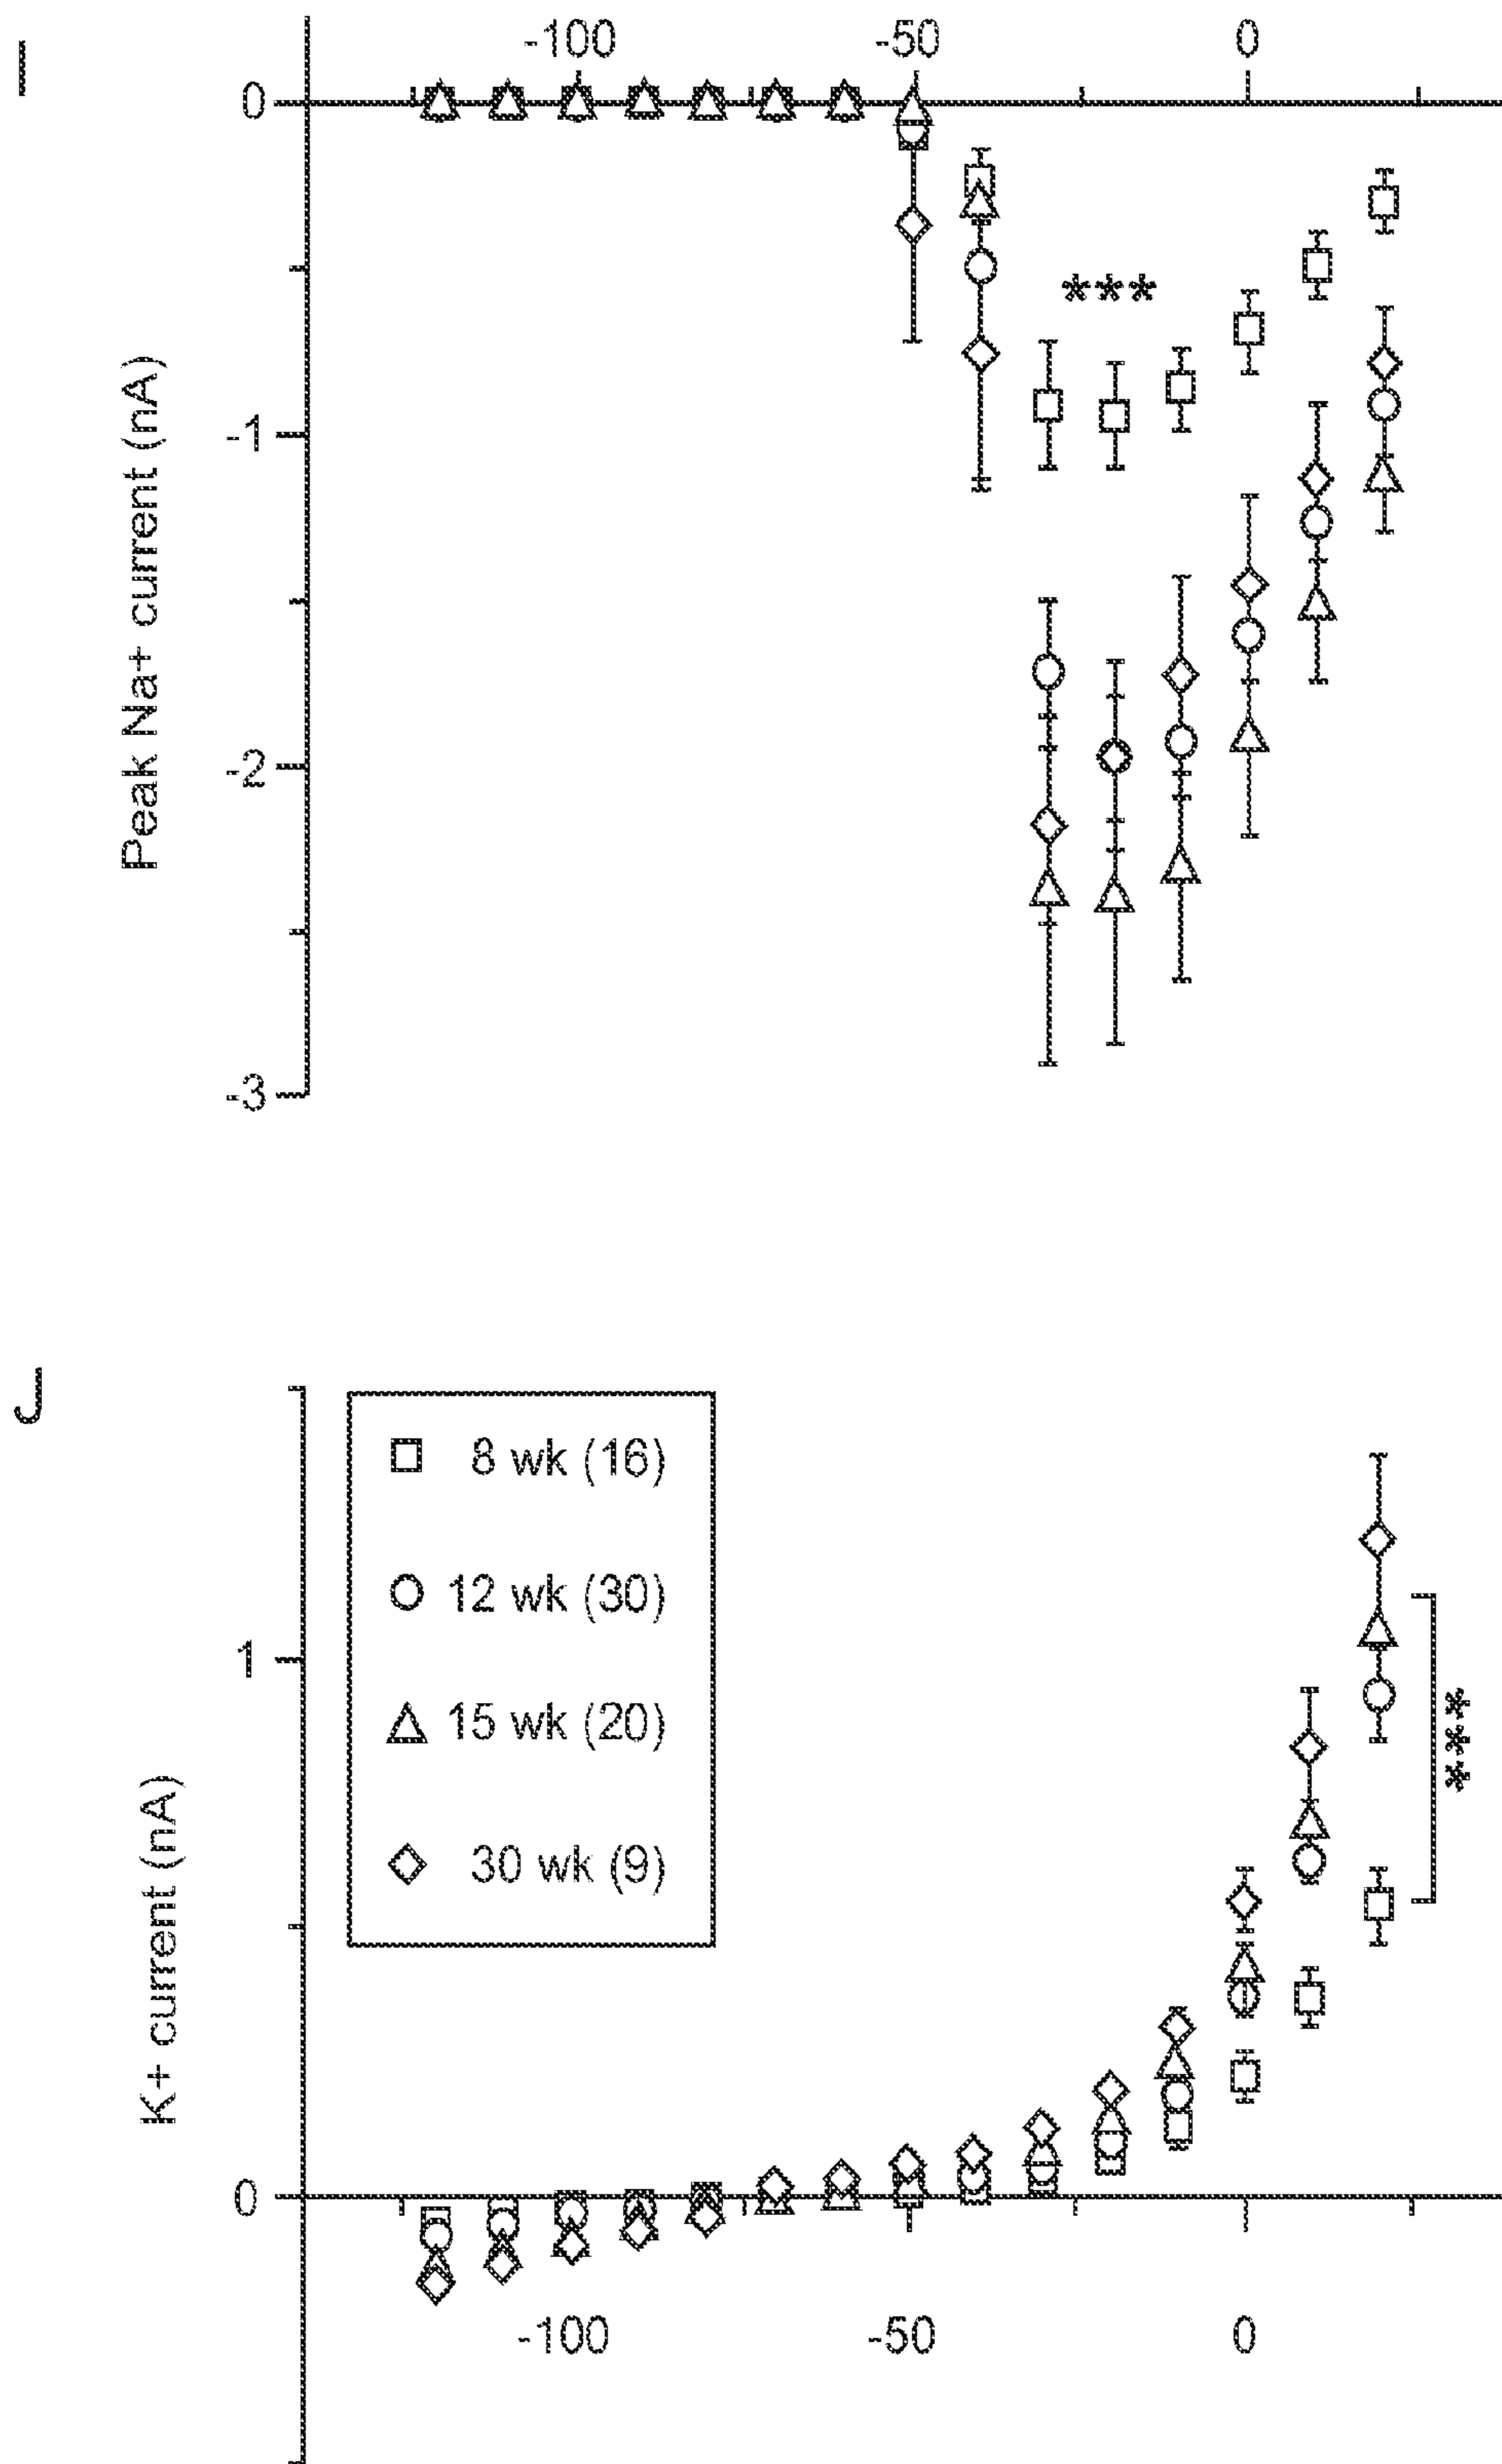 I
-100 -50 0
0
***
-1
-2
-3
Peak Na+ current (nA)
J
8 wk (16)
12 wk (30)
15 wk (20)
30 wk (9)
1
***
0
K+ current (nA)
-100 -50 0